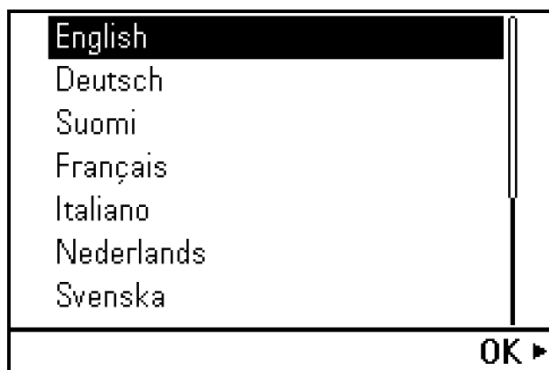 English
Deutsch
Suomi
Français
Italiano
Nederlands
Svenska
OK